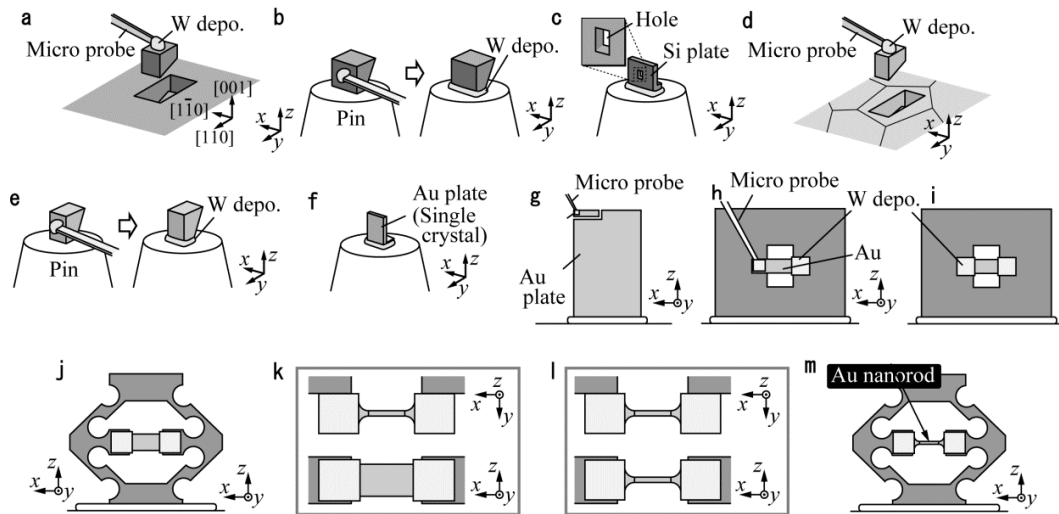 a
W depo.
Micro probe
[001]
[1̄10]
[110]
x
y
z
b
W depo.
Pin
x
y
z
c
Hole
Si plate
x
y
z
d
W depo.
Micro probe
x
y
z
e
W depo.
Pin
x
y
z
f
Au plate
(Single
crystal)
x
y
z
g
Micro probe
Au
plate
x
y
z
h
Micro probe
W depo.
Au
x
y
z
i
x
y
z
j
x
y
z
x
y
z
k
x
y
z
x
y
z
l
x
y
z
x
y
z
m
Au nanorod
x
y
z
x
y
z